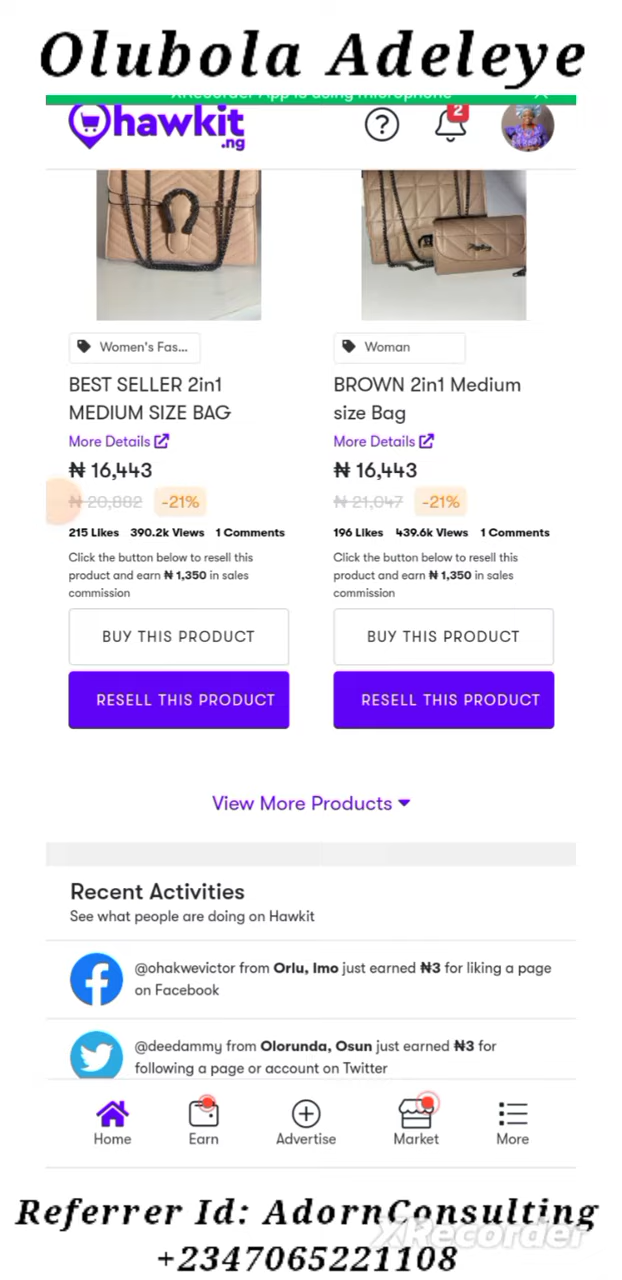 Olubola Adeleye
XRecorder App is using microphone
hawkit
.ng
2
Women's Fas...
Woman
BEST SELLER 2in1
MEDIUM SIZE BAG
BROWN 2in1 Medium
size Bag
More Details
More Details
₦ 16,443
₦ 16,443
₦ 20,882 -21%
₦ 21,047 -21%
215 Likes 390.2k Views 1 Comments
196 Likes 439.6k Views 1 Comments
Click the button below to resell this
product and earn ₦ 1,350 in sales
commission
Click the button below to resell this
product and earn ₦ 1,350 in sales
commission
BUY THIS PRODUCT
BUY THIS PRODUCT
RESELL THIS PRODUCT
RESELL THIS PRODUCT
View More Products
Recent Activities
See what people are doing on Hawkit
@ohakwevictor from Orlu, Imo just earned ₦3 for liking a page
on Facebook
@deedammy from Olorunda, Osun just earned ₦3 for
following a page or account on Twitter
Home Earn Advertise Market More
Referrer Id: AdornConsulting
XRecorder
+2347065221108